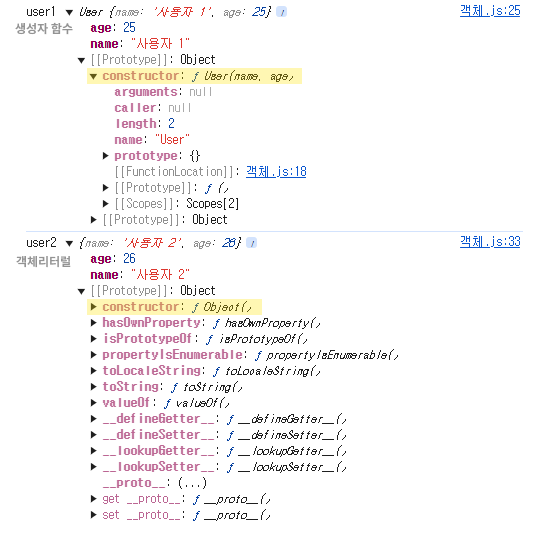 user1 ▼ User {name: '사용자 1', age: 25} i 객체.js:25
생성자 함수 age: 25
name: "사용자 1"
▼ [[Prototype]]: Object
▼ constructor: ƒ User(name, age,
arguments: null
caller: null
length: 2
name: "User"
▶ prototype: {}
[[FunctionLocation]]: 객체.js:18
▶ [[Prototype]]: ƒ (,
▶ [[Scopes]]: Scopes[2]
▶ [[Prototype]]: Object
user2 ▼ {name: '사용자 2', age: 26} i 객체.js:33
객체리터럴 age: 26
name: "사용자 2"
▼ [[Prototype]]: Object
▶ constructor: ƒ Object(,
▶ hasOwnProperty: ƒ hasOwnProperty(,
▶ isPrototypeOf: ƒ isPrototypeOf(,
▶ propertyIsEnumerable: ƒ propertyIsEnumerable(,
▶ toLocaleString: ƒ toLocaleString(,
▶ toString: ƒ toString(,
▶ valueOf: ƒ valueOf(,
▶ __defineGetter__: ƒ __defineGetter__(,
▶ __defineSetter__: ƒ __defineSetter__(,
▶ __lookupGetter__: ƒ __lookupGetter__(,
▶ __lookupSetter__: ƒ __lookupSetter__(,
__proto__: (...)
▶ get __proto__: ƒ __proto__(,
▶ set __proto__: ƒ __proto__(,